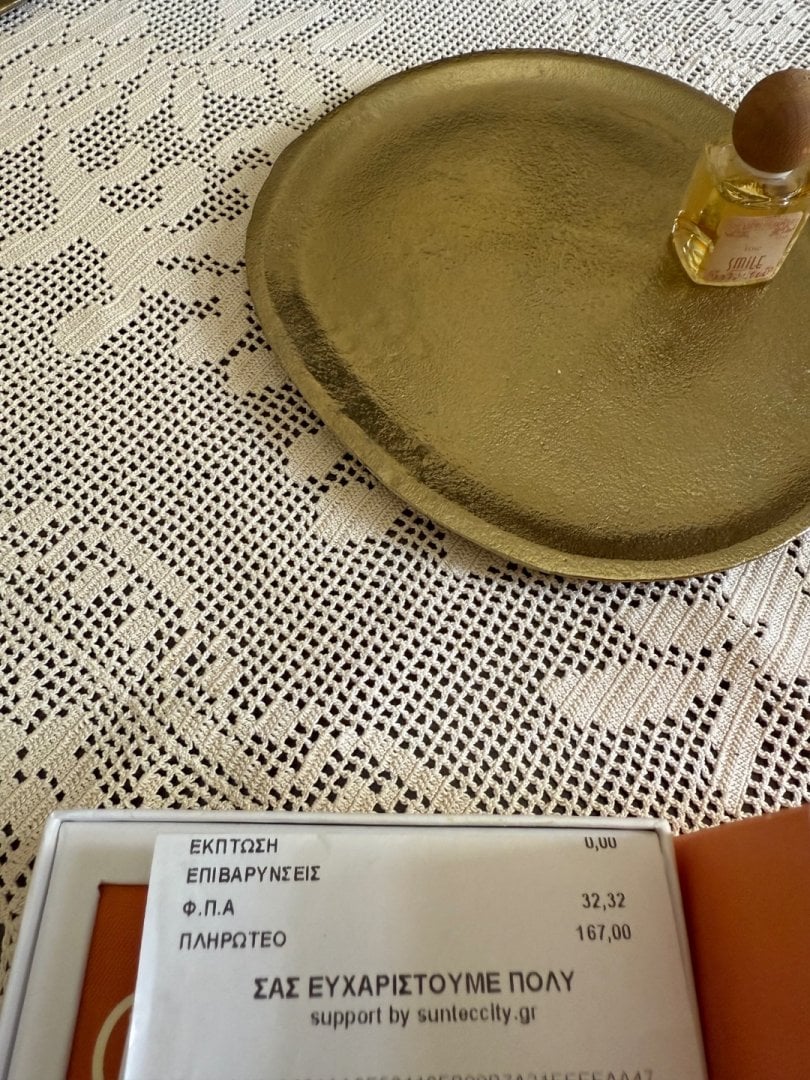 SMILE
ΕΚΠΤΩΣΗ 0,00
ΕΠΙΒΑΡΥΝΣΕΙΣ
Φ.Π.Α 32,32
ΠΛΗΡΩΤΕΟ 167,00
ΣΑΣ ΕΥΧΑΡΙΣΤΟΥΜΕ ΠΟΛΥ
support by sunteccity.gr